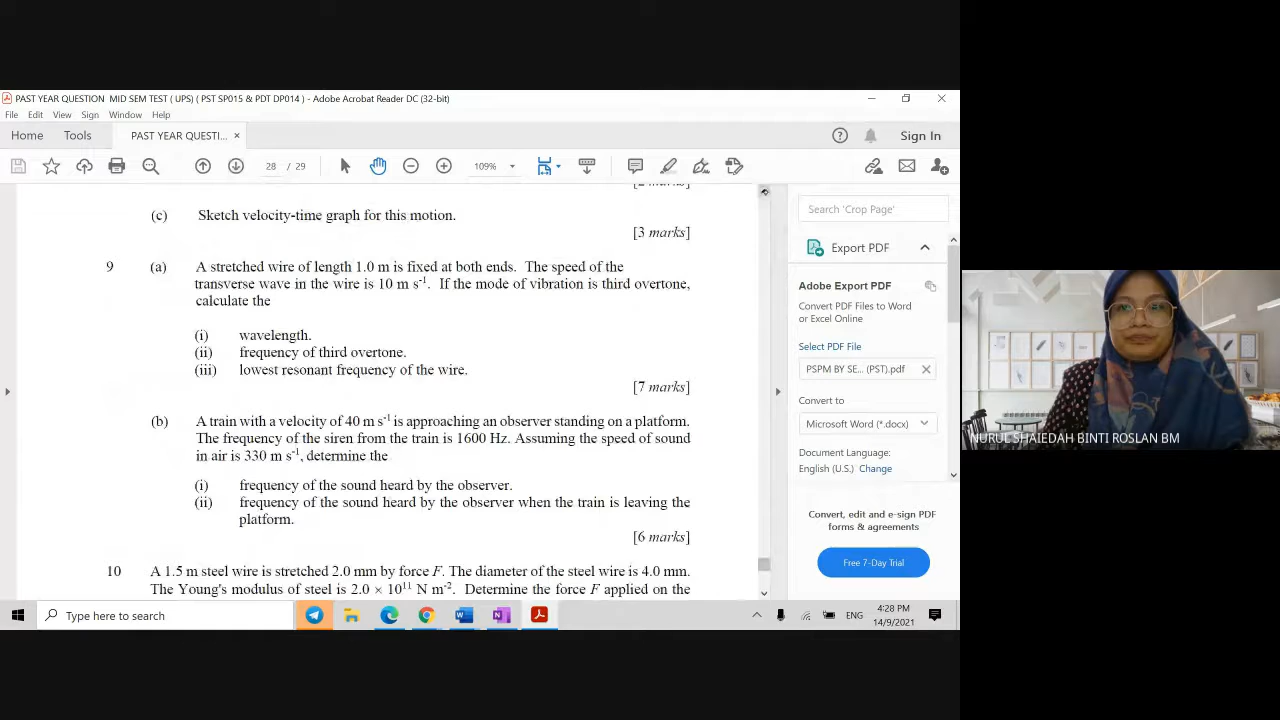 PAST YEAR QUESTION MID SEM TEST ( UPS) ( PST SP015 & PDT DP014 ) - Adobe Acrobat Reader DC (32-bit)
File Edit View Sign Window Help
Home Tools PAST YEAR QUESTI... × Sign In
28 / 29 109%
(c) Sketch velocity-time graph for this motion.
[3 marks]
9 (a) A stretched wire of length 1.0 m is fixed at both ends. The speed of the
transverse wave in the wire is 10 m s⁻¹. If the mode of vibration is third overtone,
calculate the
(i) wavelength.
(ii) frequency of third overtone.
(iii) lowest resonant frequency of the wire.
[7 marks]
(b) A train with a velocity of 40 m s⁻¹ is approaching an observer standing on a platform.
The frequency of the siren from the train is 1600 Hz. Assuming the speed of sound
in air is 330 m s⁻¹, determine the
(i) frequency of the sound heard by the observer.
(ii) frequency of the sound heard by the observer when the train is leaving the
platform.
[6 marks]
10 A 1.5 m steel wire is stretched 2.0 mm by force F. The diameter of the steel wire is 4.0 mm.
The Young's modulus of steel is 2.0 × 10¹¹ N m⁻². Determine the force F applied on the
Search 'Crop Page'
Export PDF
Adobe Export PDF
Convert PDF Files to Word
or Excel Online
Select PDF File
PSPM BY SE... (PST).pdf
Convert to
Microsoft Word (*.docx)
Document Language:
English (U.S.) Change
Convert, edit and e-sign PDF
forms & agreements
Free 7-Day Trial
NURUL SHAIEDAH BINTI ROSLAN BM
Type here to search
ENG
4:28 PM
14/9/2021